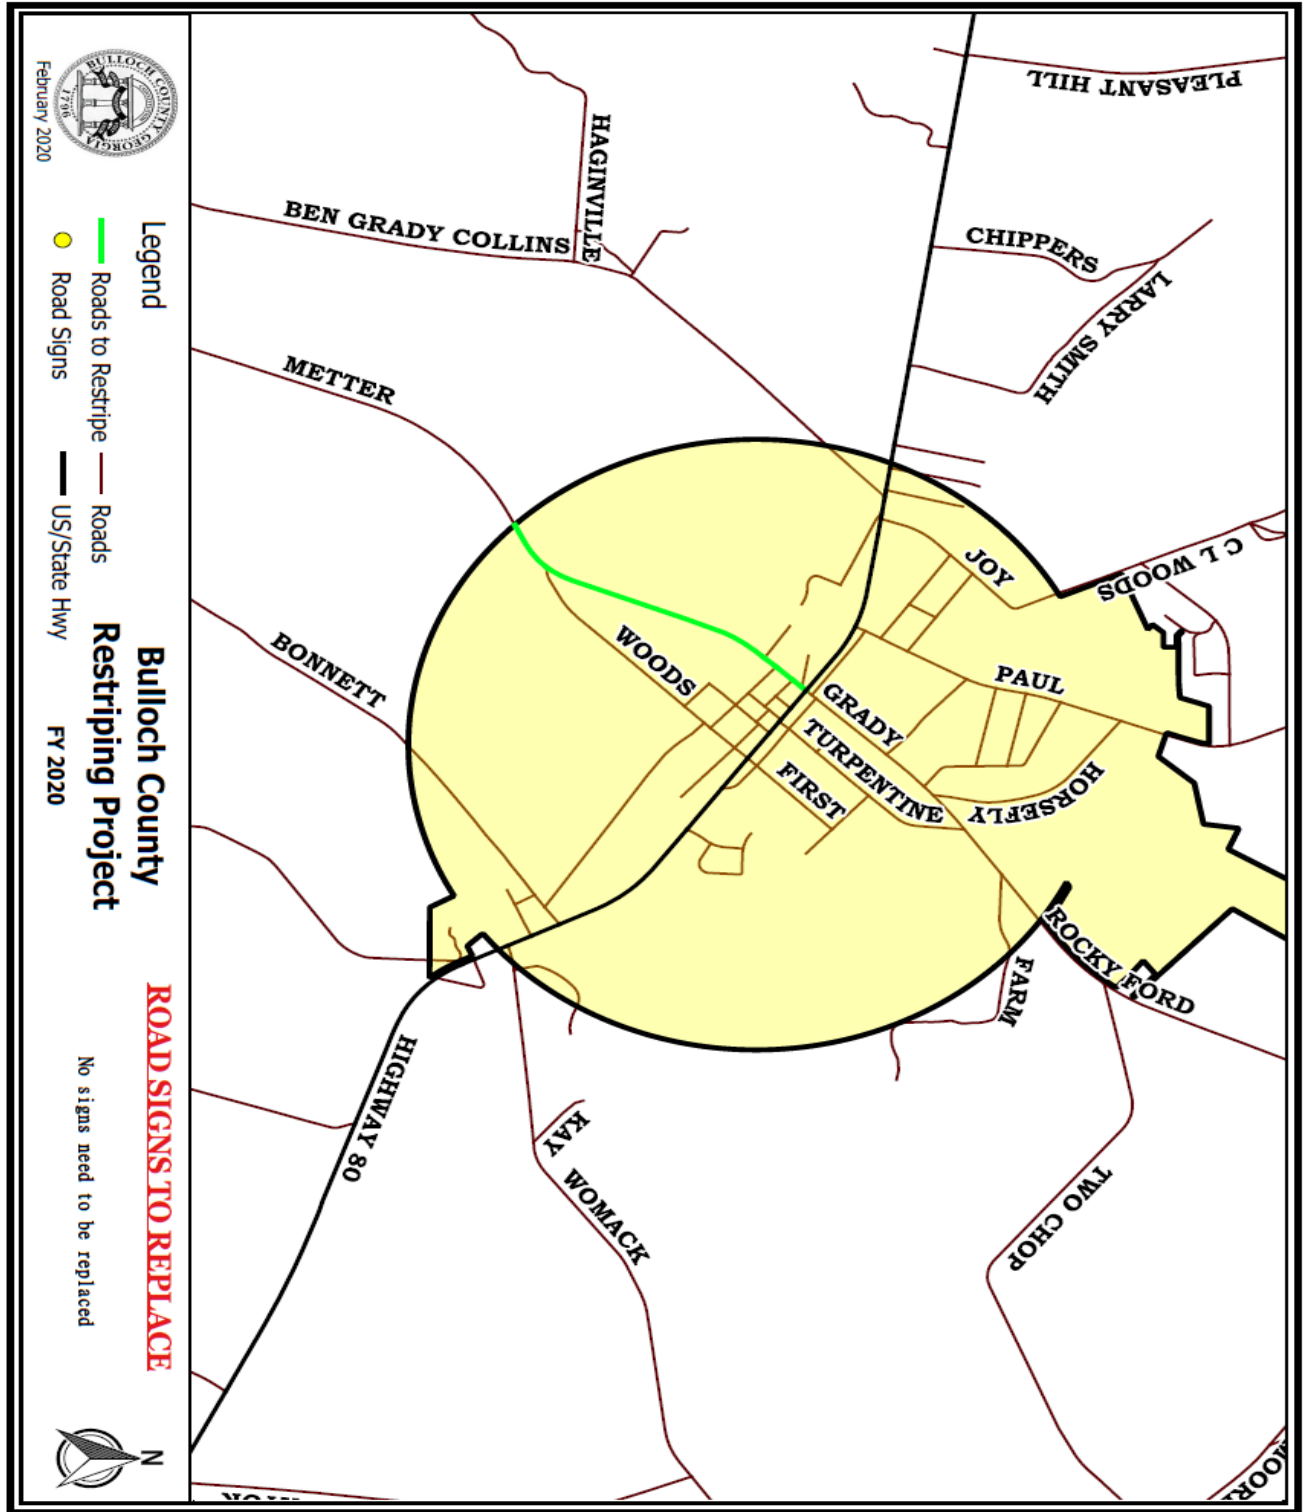 PLEASANT HILL
HAGINVILLE
BEN GRADY COLLINS
CHIPPERS
LARRY SMITH
METTER
JOY
C L WOODS
WOODS
PAUL
BONNETT
GRADY
TURPENTINE
FIRST
HORSEFLY
ROCKY FORD
FARM
HIGHWAY 80
KAY
WOMACK
TWO CHOP
BULLOCH COUNTY GEORGIA
1796
February 2020
Legend
Roads to Restripe
Roads
Road Signs
US/State Hwy
Bulloch County
Restriping Project
FY 2020
ROAD SIGNS TO REPLACE
No signs need to be replaced
N